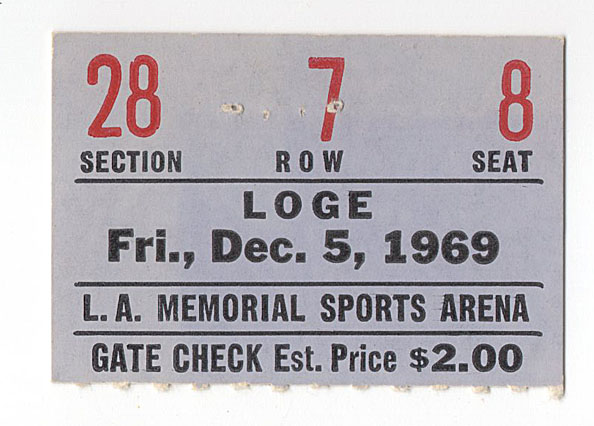 28 7 8
SECTION ROW SEAT
LOGE
Fri., Dec. 5, 1969
L. A. MEMORIAL SPORTS ARENA
GATE CHECK Est. Price $2.00